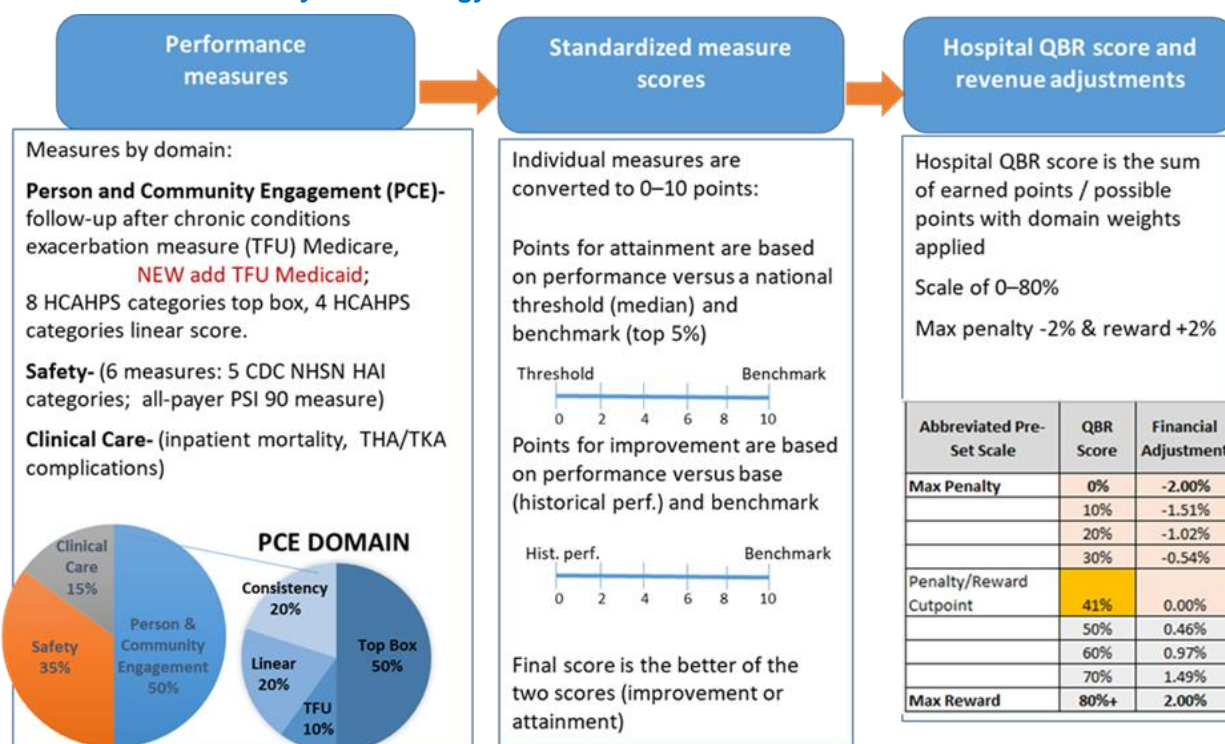 Performance
measures
Standardized measure
scores
Hospital QBR score and
revenue adjustments
Measures by domain:
Person and Community Engagement (PCE)-
follow-up after chronic conditions
exacerbation measure (TFU) Medicare,
NEW add TFU Medicaid;
8 HCAHPS categories top box, 4 HCAHPS
categories linear score.
Safety- (6 measures: 5 CDC NHSN HAI
categories; all-payer PSI 90 measure)
Clinical Care- (inpatient mortality, THA/TKA
complications)
Clinical
Care
15%
Safety
35%
Person &
Community
Engagement
50%
PCE DOMAIN
Consistency
20%
Linear
20%
TFU
10%
Top Box
50%
Individual measures are
converted to 0–10 points:
Points for attainment are based
on performance versus a national
threshold (median) and
benchmark (top 5%)
Threshold Benchmark
0 2 4 6 8 10
Points for improvement are based
on performance versus base
(historical perf.) and benchmark
Hist. perf. Benchmark
0 2 4 6 8 10
Final score is the better of the
two scores (improvement or
attainment)
Hospital QBR score is the sum
of earned points / possible
points with domain weights
applied
Scale of 0–80%
Max penalty -2% & reward +2%
Abbreviated Pre-
Set Scale
QBR
Score
Financial
Adjustment
Max Penalty 0% -2.00%
10% -1.51%
20% -1.02%
30% -0.54%
Penalty/Reward
Cutpoint 41% 0.00%
50% 0.46%
60% 0.97%
70% 1.49%
Max Reward 80%+ 2.00%